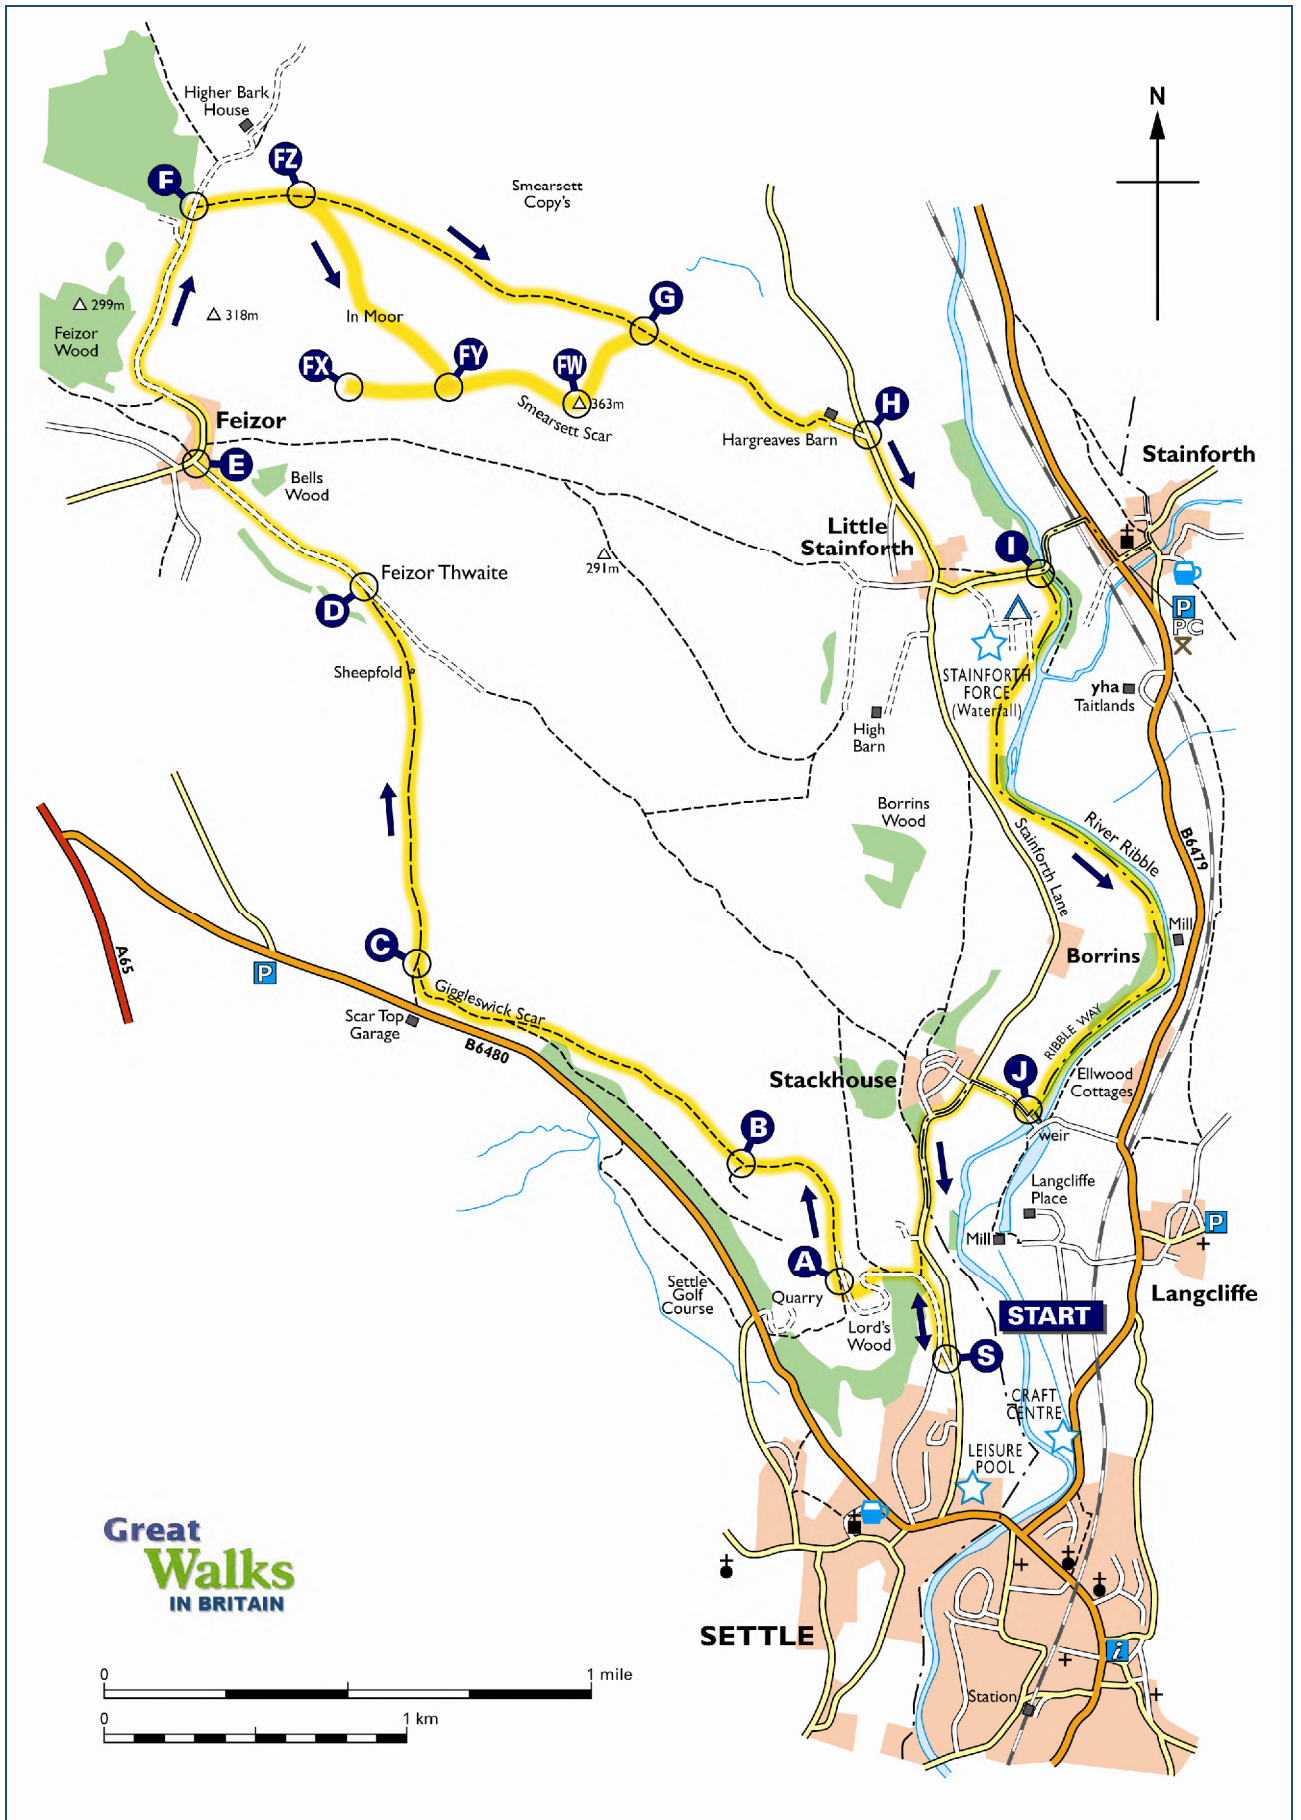 Higher Bark
House
N
FZ
F
Smearsett
Copy's
G
299m
318m
In Moor
Feizor
Wood
FX
FY
FW
363m
Smearsett Scar
H
Feizor
Hargreaves Barn
E
Bells
Wood
Stainforth
Little
Stainforth
I
291m
Feizor Thwaite
D
P
PC
Sheepfold
STAINFORTH
FORCE
(Waterfall)
yha
Taitlands
High
Barn
Borrins
Wood
Stainforth Lane
River Ribble
B6479
A65
C
P
Mill
Borrins
Giggleswick Scar
Scar Top
Garage
B6480
RIBBLE WAY
Stackhouse
J
Ellwood
Cottages
B
weir
Langcliffe
Place
P
Mill
A
Settle
Golf
Course
Quarry
Langcliffe
START
Lord's
Wood
S
CRAFT
CENTRE
LEISURE
POOL
Great
Walks
IN BRITAIN
SETTLE
i
0 1 mile
Station
0 1 km